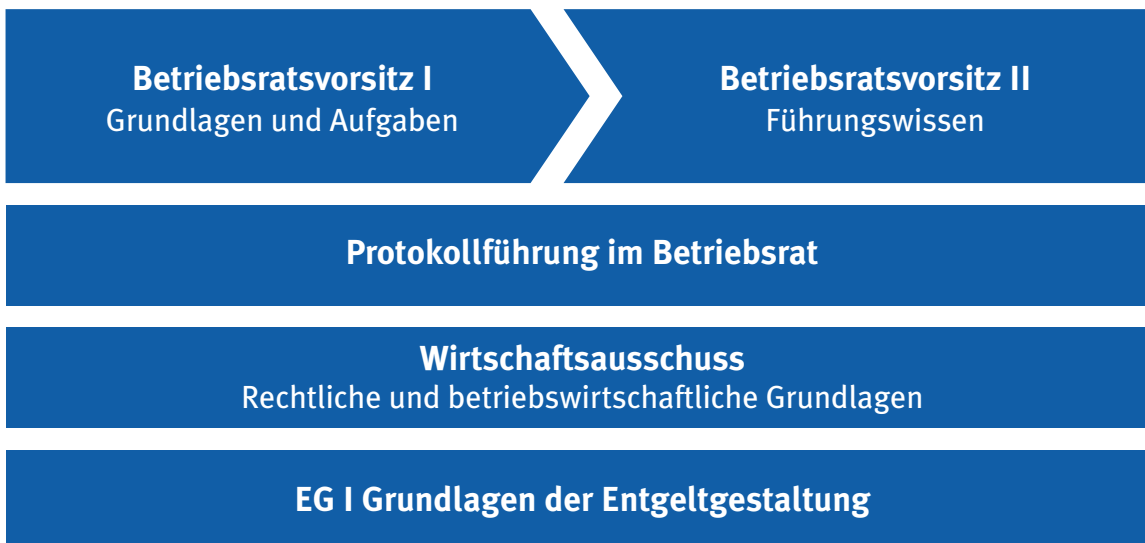 Betriebsratsvorsitz I
Grundlagen und Aufgaben
Betriebsratsvorsitz II
Führungswissen
Protokollführung im Betriebsrat
Wirtschaftsausschuss
Rechtliche und betriebswirtschaftliche Grundlagen
EG I Grundlagen der Entgeltgestaltung